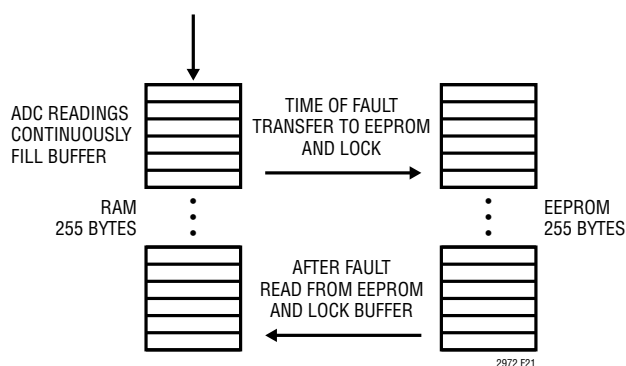 ADC READINGS
CONTINUOUSLY
FILL BUFFER
TIME OF FAULT
TRANSFER TO EEPROM
AND LOCK
RAM
255 BYTES
EEPROM
255 BYTES
AFTER FAULT
READ FROM EEPROM
AND LOCK BUFFER
2972 F21